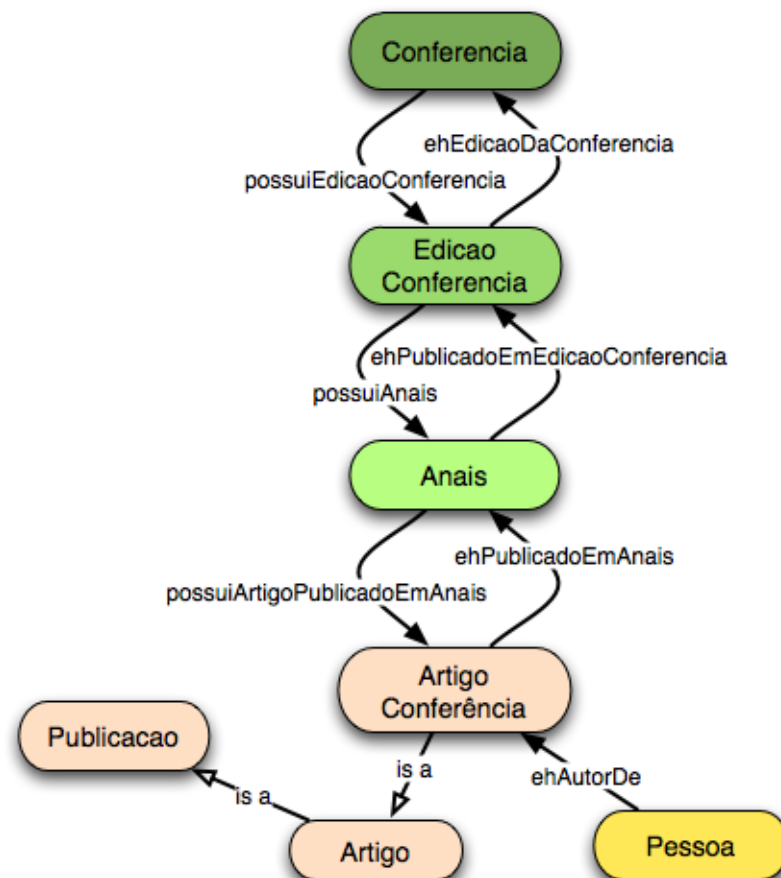 Conferencia
ehEdicaoDaConferencia
possuiEdicaoConferencia
Edicao
Conferencia
ehPublicadoEmEdicaoConferencia
possuiAnais
Anais
ehPublicadoEmAnais
possuiArtigoPublicadoEmAnais
Artigo
Conferência
Publicacao
is a
ehAutorDe
is a
Artigo
Pessoa